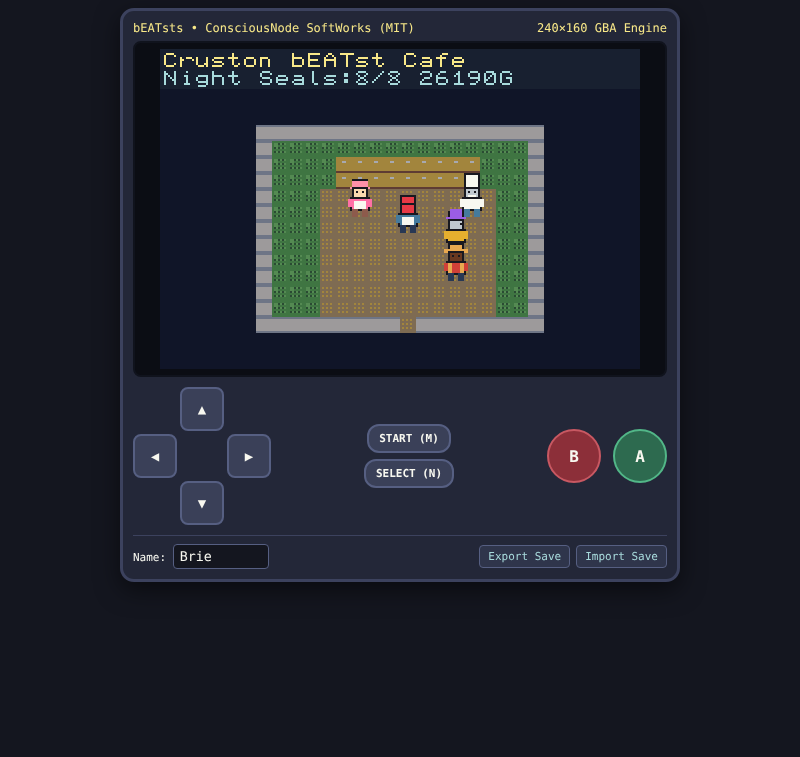 bEATsts • ConsciousNode SoftWorks (MIT)
240×160 GBA Engine
Cruston bEATst Cafe
Night Seals:8/8 26190G
▲
◀
▶
▼
START (M)
SELECT (N)
B
A
Name:
Brie
Export Save
Import Save